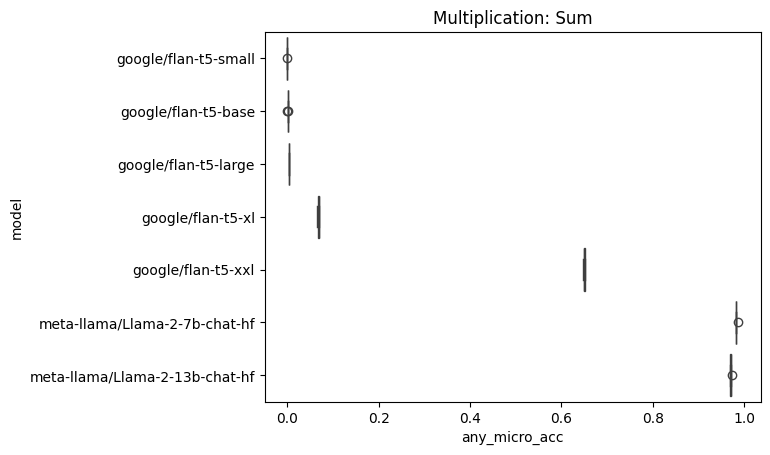 Multiplication: Sum
model
google/flan-t5-small
google/flan-t5-base
google/flan-t5-large
google/flan-t5-xl
google/flan-t5-xxl
meta-llama/Llama-2-7b-chat-hf
meta-llama/Llama-2-13b-chat-hf
0.0 0.2 0.4 0.6 0.8 1.0
any_micro_acc